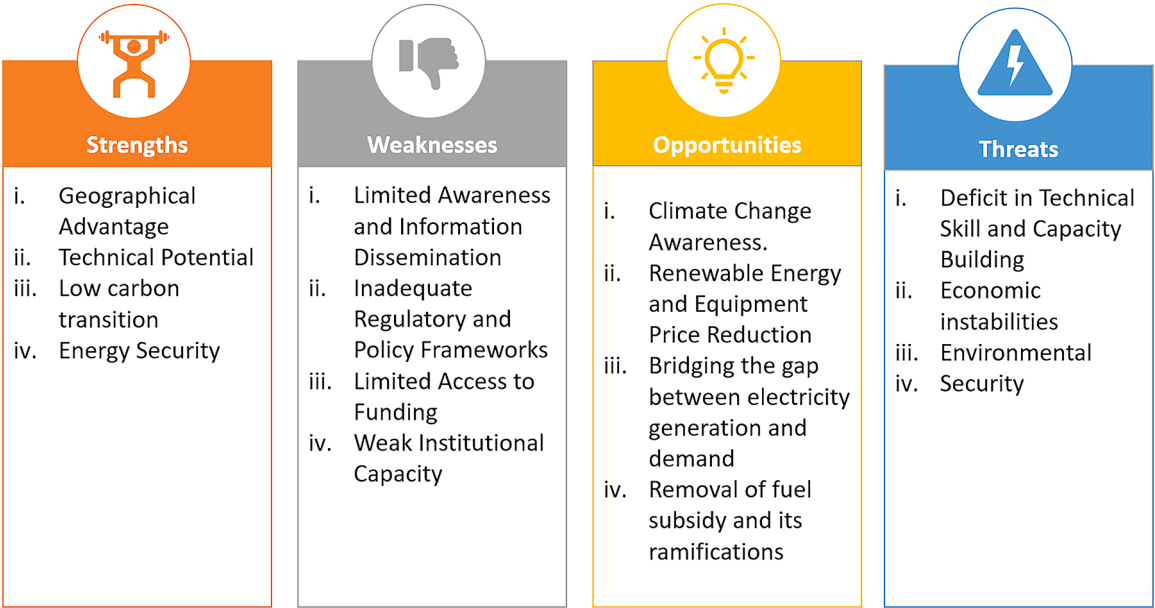 Strengths
i. Geographical
Advantage
ii. Technical Potential
iii. Low carbon
transition
iv. Energy Security
Weaknesses
i. Limited Awareness
and Information
Dissemination
ii. Inadequate
Regulatory and
Policy Frameworks
iii. Limited Access to
Funding
iv. Weak Institutional
Capacity
Opportunities
i. Climate Change
Awareness.
ii. Renewable Energy
and Equipment
Price Reduction
iii. Bridging the gap
between electricity
generation and
demand
iv. Removal of fuel
subsidy and its
ramifications
Threats
i. Deficit in Technical
Skill and Capacity
Building
ii. Economic
instabilities
iii. Environmental
iv. Security